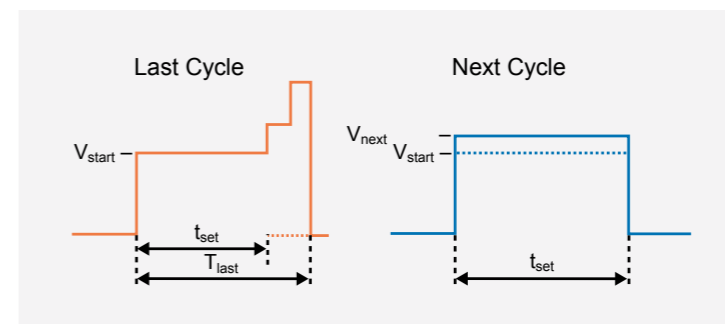 Last Cycle
Next Cycle
Vstart
Vnext
Vstart
tset
Tlast
tset